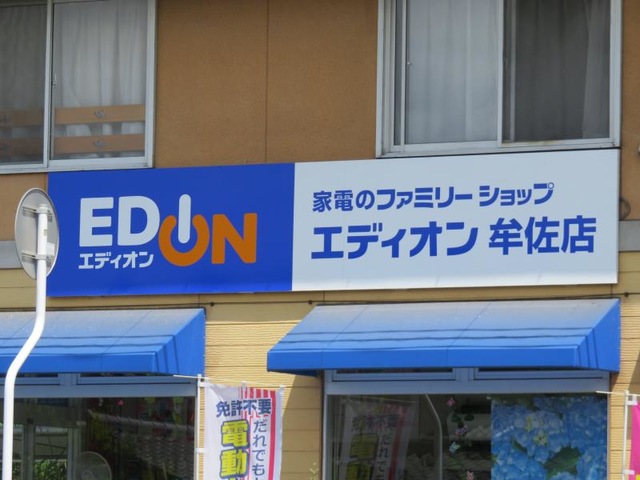 EDION
エディオン
家電のファミリーショップ
エディオン 牟佐店
免許不要
電動
だれでも